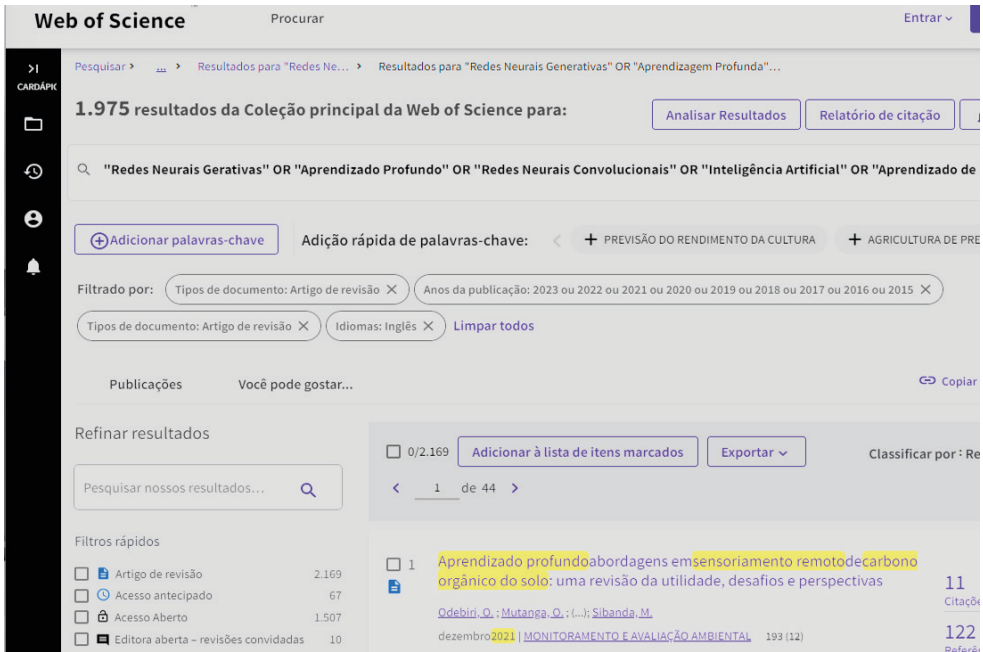 Web of Science
Procurar
Entrar
CARDÁPI
Pesquisar > ... > Resultados para "Redes Ne... > Resultados para "Redes Neurais Generativas" OR "Aprendizagem Profunda"...
1.975 resultados da Coleção principal da Web of Science para:
Analisar Resultados
Relatório de citação
"Redes Neurais Gerativas" OR "Aprendizado Profundo" OR "Redes Neurais Convolucionais" OR "Inteligência Artificial" OR "Aprendizado de
Adicionar palavras-chave
Adição rápida de palavras-chave:
+ PREVISÃO DO RENDIMENTO DA CULTURA
+ AGRICULTURA DE PRE
Filtrado por:
Tipos de documento: Artigo de revisão ×
Anos da publicação: 2023 ou 2022 ou 2021 ou 2020 ou 2019 ou 2018 ou 2017 ou 2016 ou 2015 ×
Tipos de documento: Artigo de revisão ×
Idiomas: Inglês ×
Limpar todos
Publicações
Você pode gostar...
Copiar
Refinar resultados
Pesquisar nossos resultados...
Filtros rápidos
Artigo de revisão 2.169
Acesso antecipado 67
Acesso Aberto 1.507
Editora aberta – revisões convidadas 10
0/2.169
Adicionar à lista de itens marcados
Exportar
Classificar por : Re
< 1 de 44 >
1
Aprendizado profundoabordagens emsensoriamento remotodecarbono
orgânico do solo: uma revisão da utilidade, desafios e perspectivas
Odebiri, O. ; Mutanga, O. ; (...); Sibanda, M.
dezembro2021 | MONITORAMENTO E AVALIAÇÃO AMBIENTAL 193 (12)
11
Citaçõe
122
Referên